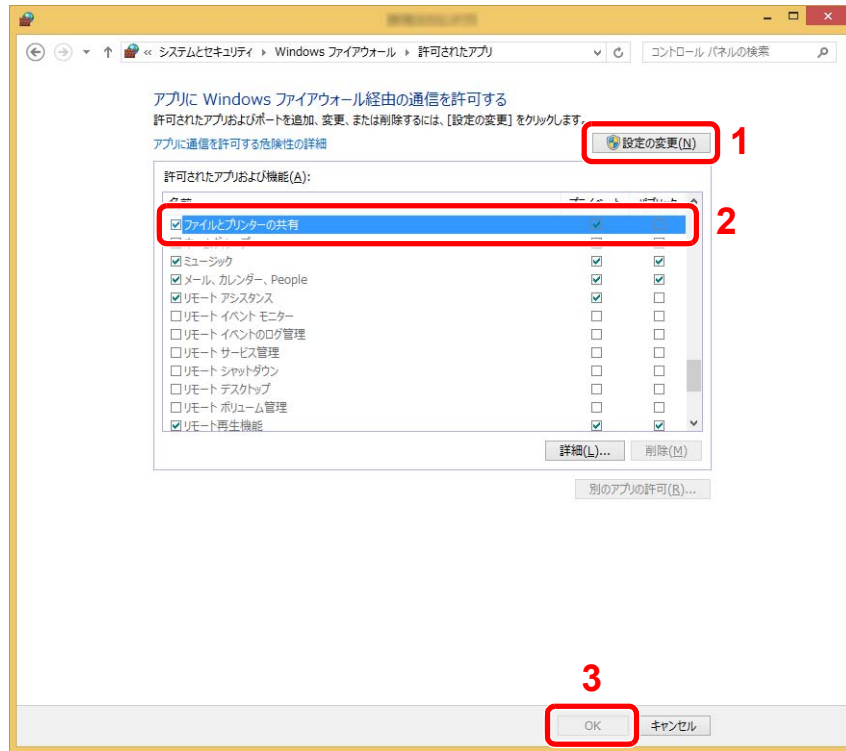 « システムとセキュリティ ▸ Windows ファイアウォール ▸ 許可されたアプリ
コントロール パネルの検索
アプリに Windows ファイアウォール経由の通信を許可する
許可されたアプリおよびポートを追加、変更、または削除するには、[設定の変更] をクリックします。
アプリに通信を許可する危険性の詳細
設定の変更(N)
1
許可されたアプリおよび機能(A):
ファイルとプリンターの共有
2
ミュージック
メール、カレンダー、People
リモート アシスタンス
リモート イベント モニター
リモート イベントのログ管理
リモート サービス管理
リモート シャットダウン
リモート デスクトップ
リモート ボリューム管理
リモート再生機能
詳細(L)...
削除(M)
別のアプリの許可(R)...
3
OK
キャンセル